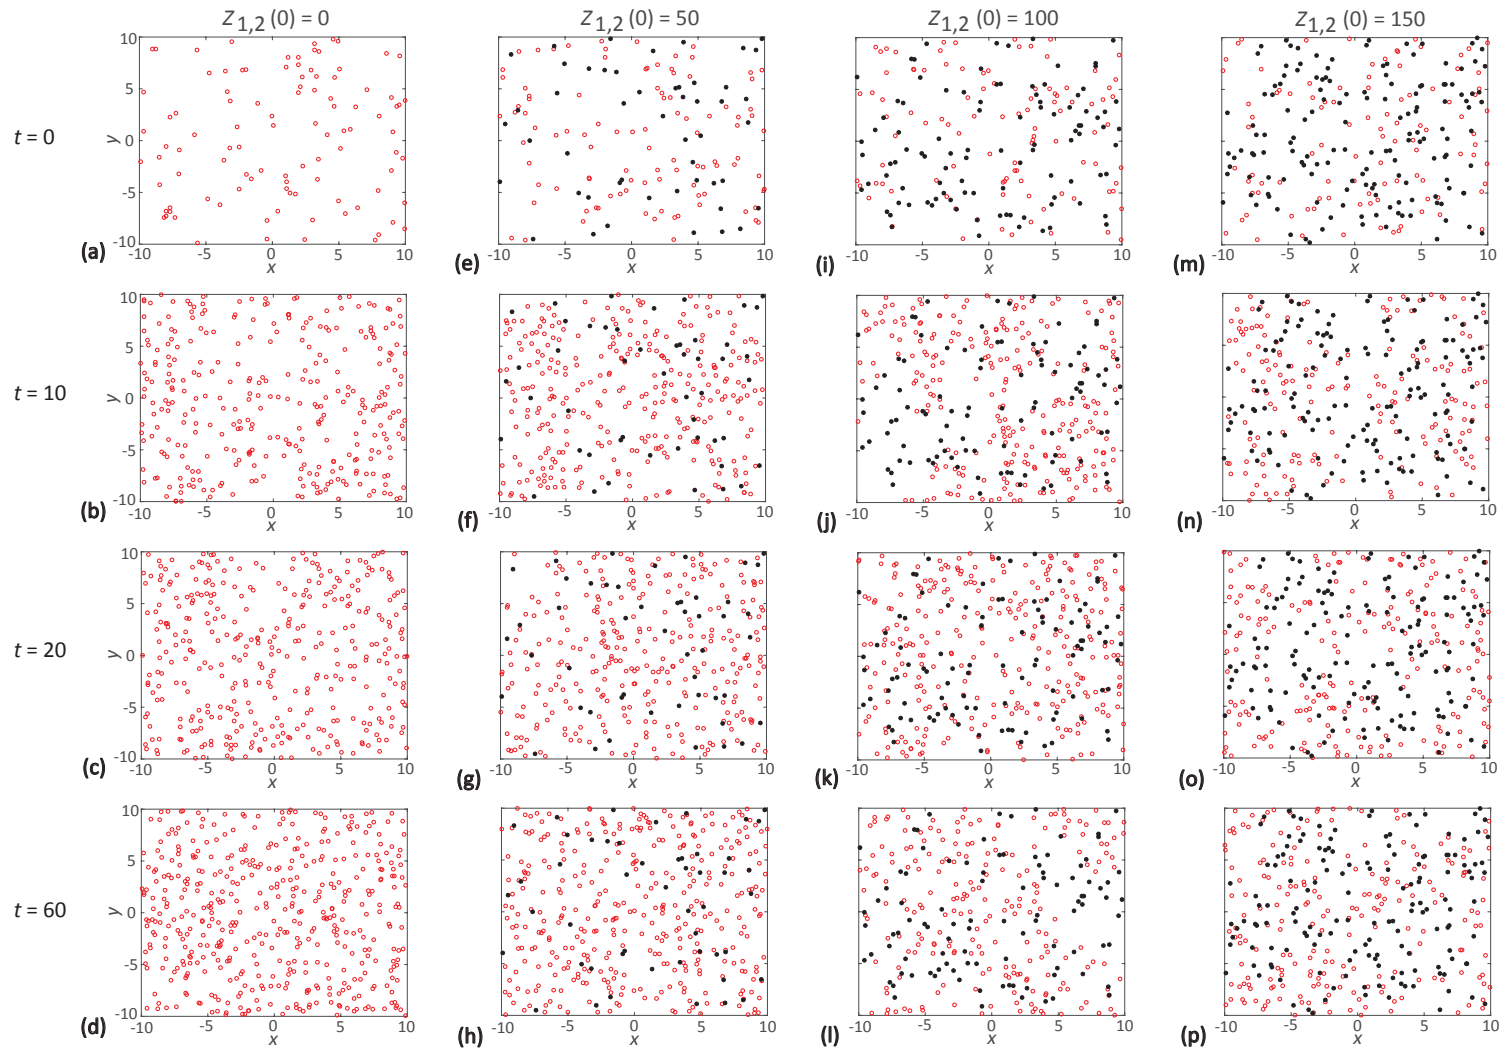 Z1,2 (0) = 0 Z1,2 (0) = 50 Z1,2 (0) = 100 Z1,2 (0) = 150
t = 0
10
5
0
-5
-10
y
-10 -5 0 5 10
x
(a)
-10 -5 0 5 10
x
(e)
-10 -5 0 5 10
x
(i)
-10 -5 0 5 10
x
(m)
t = 10
10
5
0
-5
-10
y
-10 -5 0 5 10
x
(b)
-10 -5 0 5 10
x
(f)
-10 -5 0 5 10
x
(j)
-10 -5 0 5 10
x
(n)
t = 20
10
5
0
-5
-10
y
-10 -5 0 5 10
x
(c)
-10 -5 0 5 10
x
(g)
-10 -5 0 5 10
x
(k)
-10 -5 0 5 10
x
(o)
t = 60
10
5
0
-5
-10
y
-10 -5 0 5 10
x
(d)
-10 -5 0 5 10
x
(h)
-10 -5 0 5 10
x
(l)
-10 -5 0 5 10
x
(p)